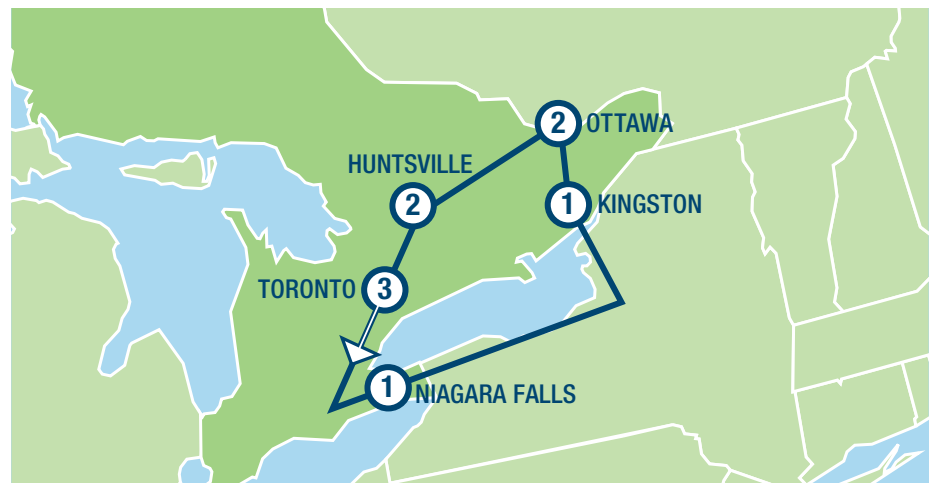 2 OTTAWA
HUNTSVILLE
2
1 KINGSTON
TORONTO 3
1 NIAGARA FALLS